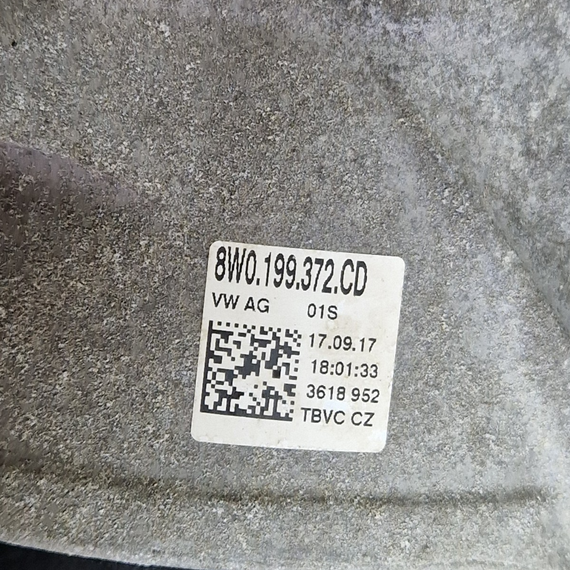 8W0.199.372.CD
VW AG 01S
17.09.17
18:01:33
3618 952
TBVC CZ